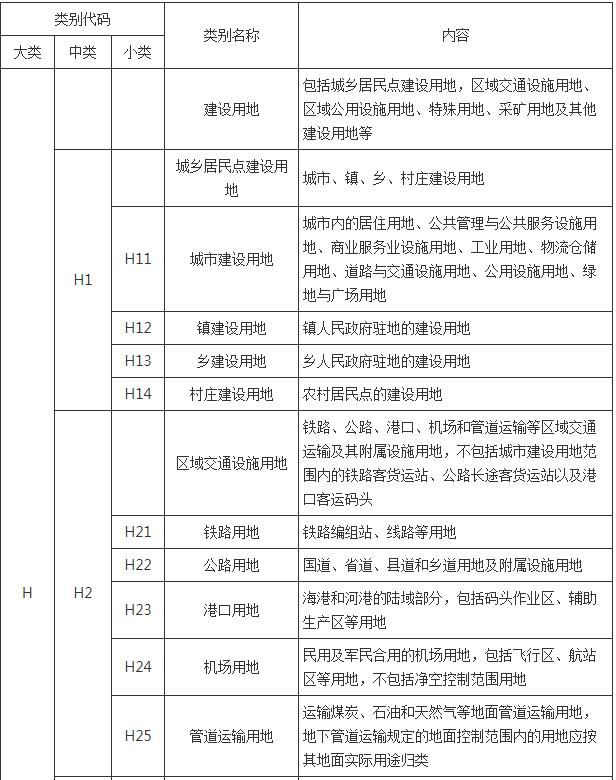 类别代码
类别名称
内容
大类
中类
小类
建设用地
包括城乡居民点建设用地，区域交通设施用地、
区域公用设施用地、特殊用地、采矿用地及其他
建设用地等
城乡居民点建设用
地
城市、镇、乡、村庄建设用地
H11
城市建设用地
城市内的居住用地、公共管理与公共服务设施用
地、商业服务业设施用地、工业用地、物流仓储
用地、道路与交通设施用地、公用设施用地、绿
地与广场用地
H1
H12
镇建设用地
镇人民政府驻地的建设用地
H13
乡建设用地
乡人民政府驻地的建设用地
H14
村庄建设用地
农村居民点的建设用地
区域交通设施用地
铁路、公路、港口、机场和管道运输等区域交通
运输及其附属设施用地，不包括城市建设用地范
围内的铁路客货运站、公路长途客货运站以及港
口客运码头
H21
铁路用地
铁路编组站、线路等用地
H22
公路用地
国道、省道、县道和乡道用地及附属设施用地
H
H2
H23
港口用地
海港和河港的陆域部分，包括码头作业区、辅助
生产区等用地
H24
机场用地
民用及军民合用的机场用地，包括飞行区、航站
区等用地，不包括净空控制范围用地
H25
管道运输用地
运输煤炭、石油和天然气等地面管道运输用地，
地下管道运输规定的地面控制范围内的用地应按
其地面实际用途归类